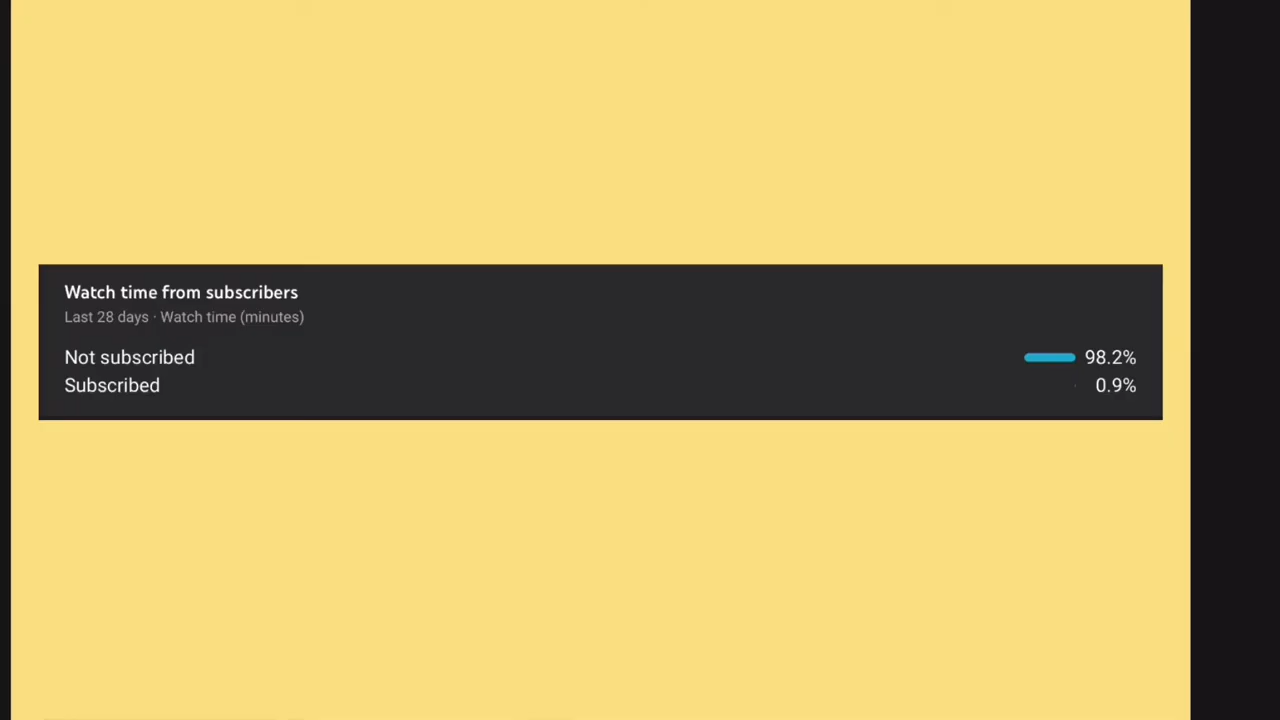 Watch time from subscribers
Last 28 days · Watch time (minutes)
Not subscribed 98.2%
Subscribed 0.9%